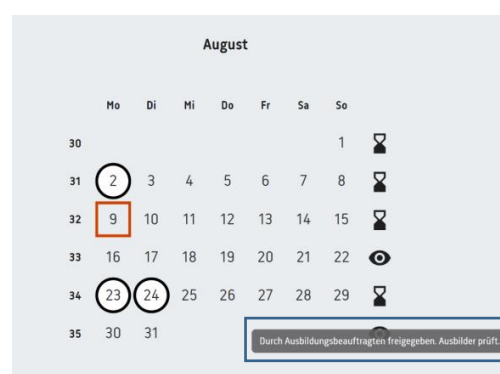 August
Mo Di Mi Do Fr Sa So
30 1
31 2 3 4 5 6 7 8
32 9 10 11 12 13 14 15
33 16 17 18 19 20 21 22
34 23 24 25 26 27 28 29
35 30 31
Durch Ausbildungsbeauftragten freigegeben. Ausbilder prüft.